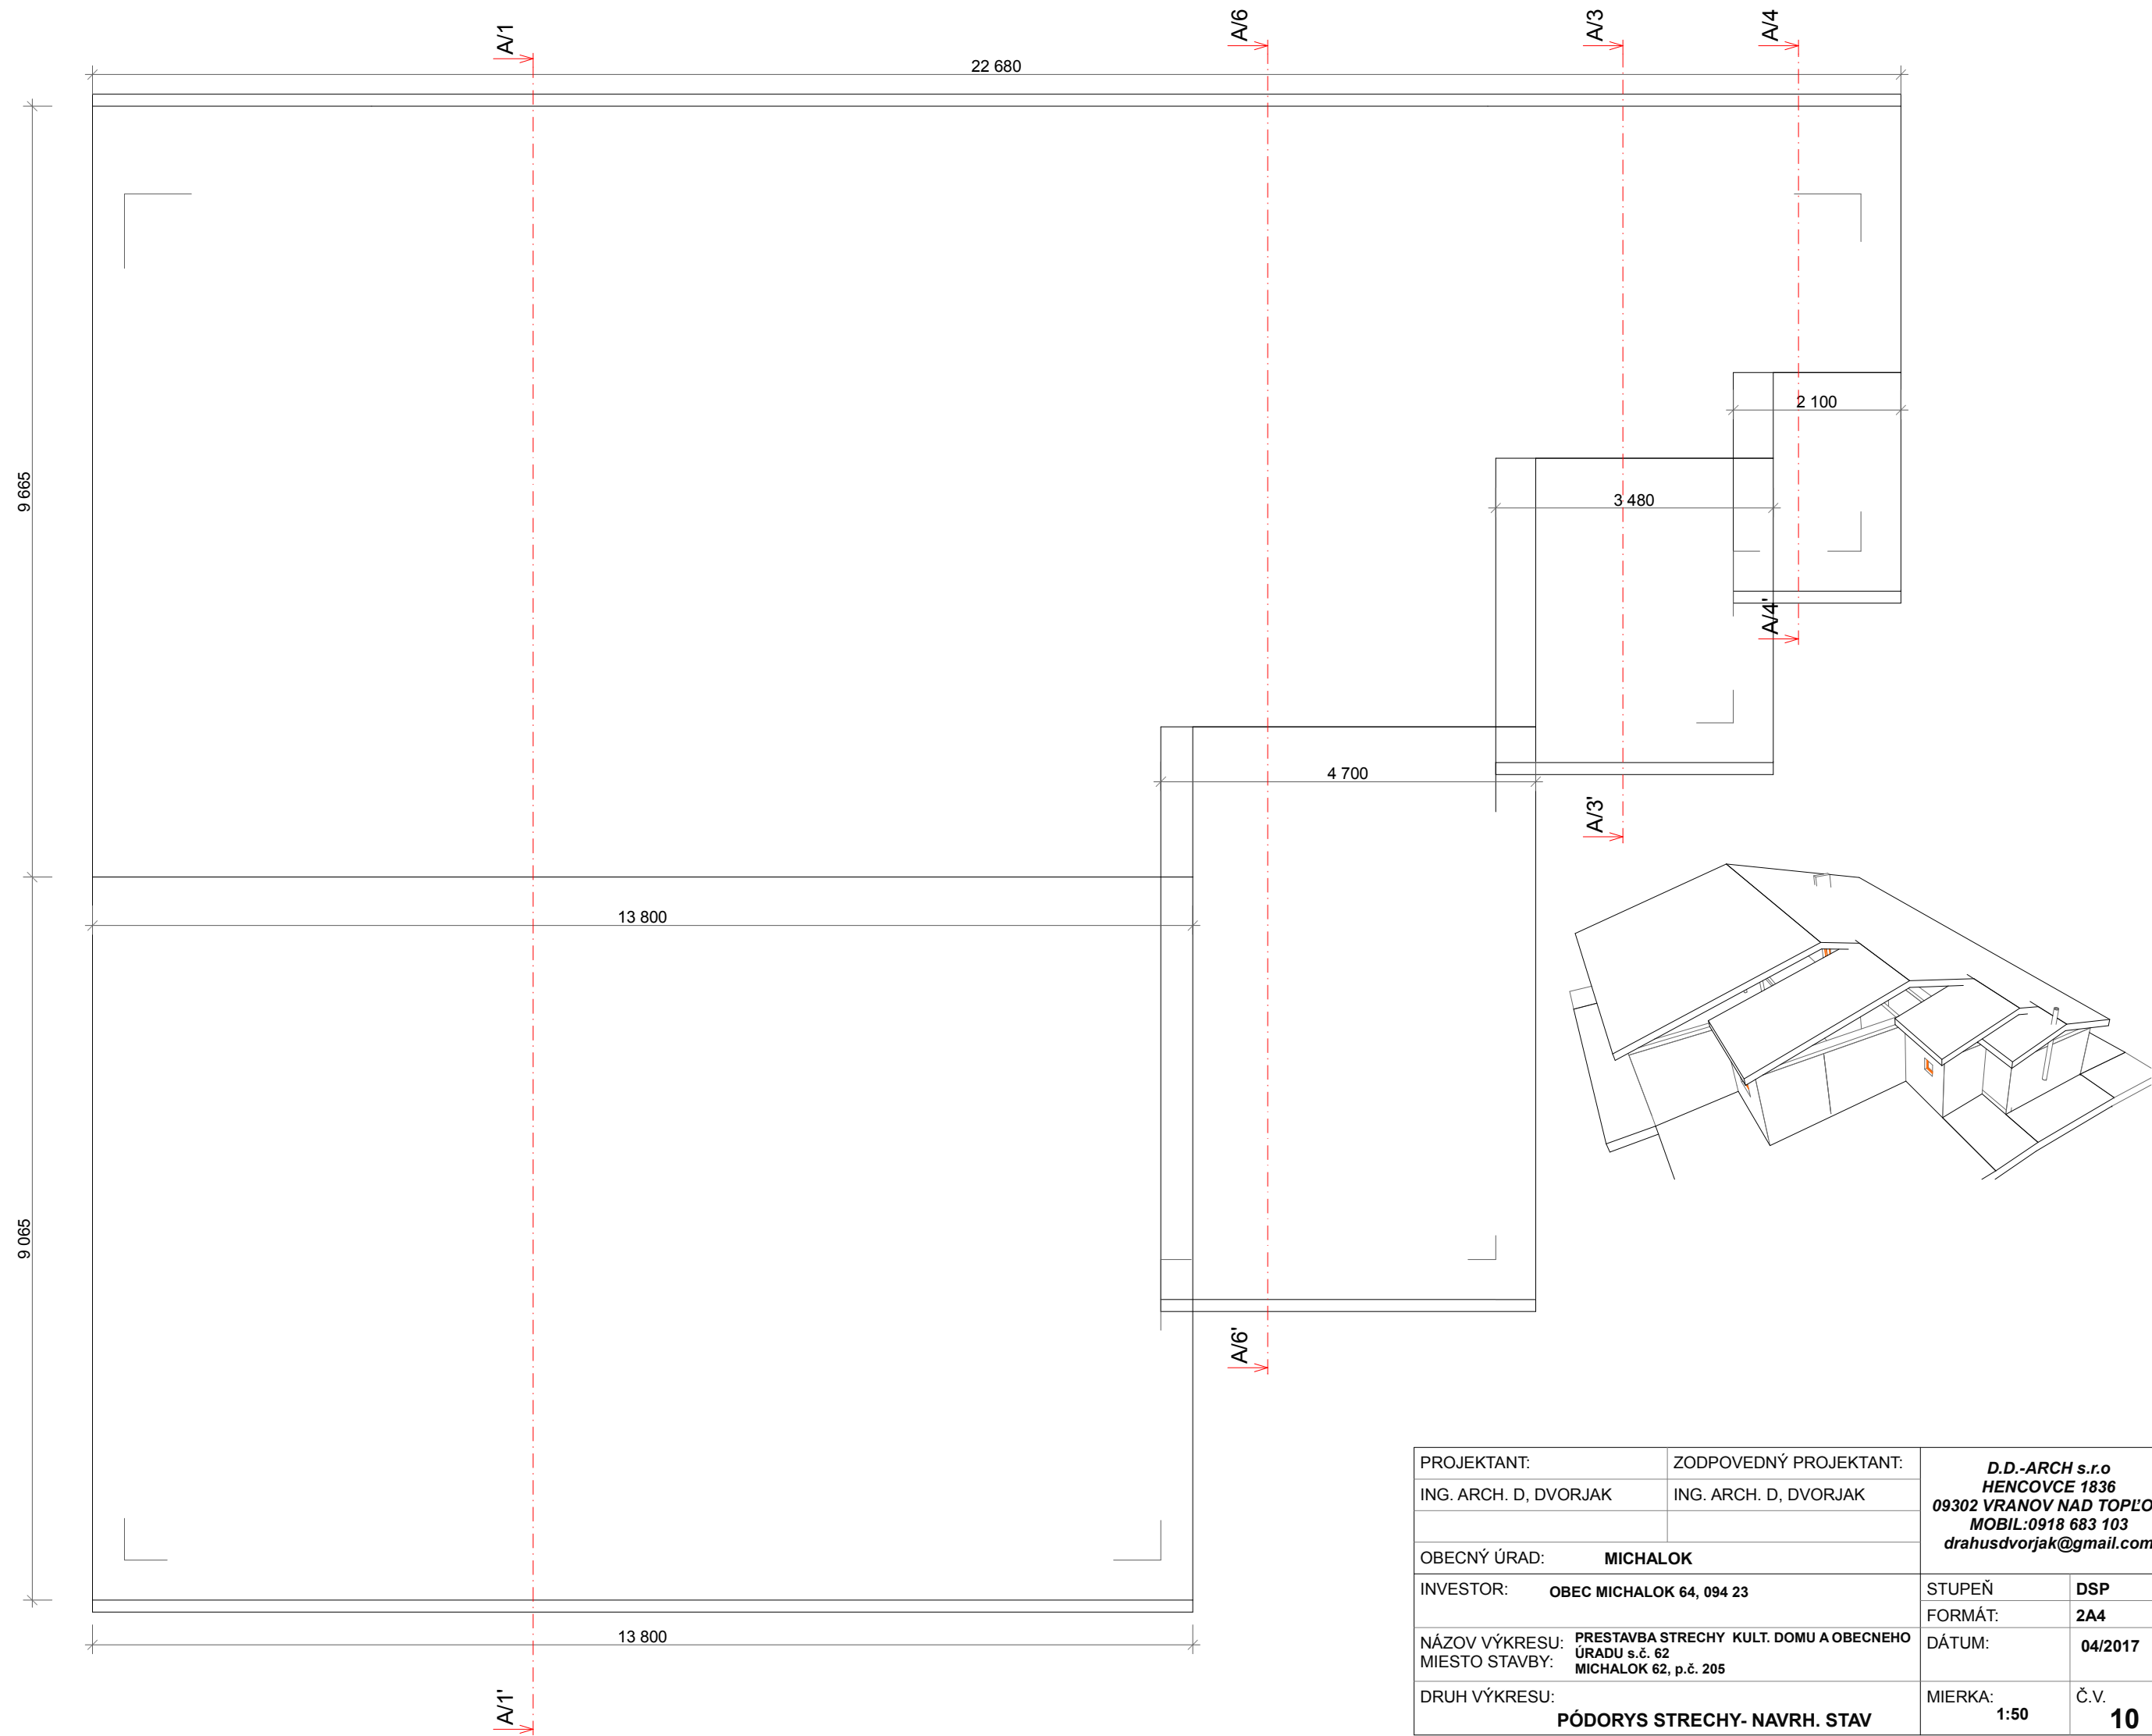 A/1
A/6
A/3
A/4
22 680
9 665
2 100
3 480
A/4'
4 700
A/3'
13 800
9 065
A/6'
13 800
A/1'
PROJEKTANT:
ZODPOVEDNÝ PROJEKTANT:
ING. ARCH. D, DVORJAK
ING. ARCH. D, DVORJAK
D.D.-ARCH s.r.o
HENCOVCE 1836
09302 VRANOV NAD TOPĽO
MOBIL:0918 683 103
drahusdvorjak@gmail.com
OBECNÝ ÚRAD: MICHALOK
INVESTOR: OBEC MICHALOK 64, 094 23
STUPEŇ DSP
FORMÁT: 2A4
NÁZOV VÝKRESU: PRESTAVBA STRECHY KULT. DOMU A OBECNEHO
ÚRADU s.č. 62
MIESTO STAVBY: MICHALOK 62, p.č. 205
DÁTUM: 04/2017
DRUH VÝKRESU:
PÓDORYS STRECHY- NAVRH. STAV
MIERKA:
1:50
Č.V.
10